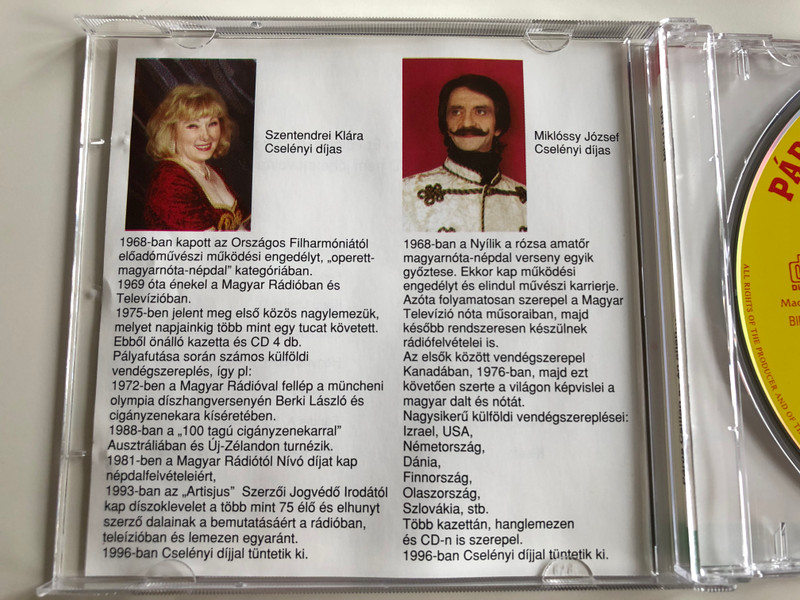 Szentendrei Klára
Cselényi díjas
1968-ban kapott az Országos Filharmóniától
előadóművészi működési engedélyt, „operett-
magyarnóta-népdal” kategóriában.
1969 óta énekel a Magyar Rádióban és
Televízióban.
1975-ben jelent meg első közös nagylemezük,
melyet napjainkig több mint egy tucat követett.
Ebből önálló kazetta és CD 4 db.
Pályafutása során számos külföldi
vendégszereplés, így pl:
1972-ben a Magyar Rádióval fellép a müncheni
olympia díszhangversenyén Berki László és
cigányzenekara kíséretében.
1988-ban a „100 tagú cigányzenekarral”
Ausztráliában és Új-Zélandon turnézik.
1981-ben a Magyar Rádiótól Nívó díjat kap
népdalfelvételeiért,
1993-ban az „Artisjus” Szerzői Jogvédő Irodától
kap díszoklevelet a több mint 75 élő és elhunyt
szerző dalainak a bemutatásáért a rádióban,
televízióban és lemezen egyaránt.
1996-ban Cselényi díjjal tüntetik ki.
Miklóssy József
Cselényi díjas
1968-ban a Nyílik a rózsa amatőr
magyarnóta-népdal verseny egyik
győztese. Ekkor kap működési
engedélyt és elindul művészi karrierje.
Azóta folyamatosan szerepel a Magyar
Televízió nóta műsoraiban, majd
később rendszeresen készülnek
rádiófelvételei is.
Az elsők között vendégszerepel
Kanadában, 1976-ban, majd ezt
követően szerte a világon képviseli a
magyar dalt és nótát.
Nagysikerű külföldi vendégszereplései:
Izrael, USA,
Németország,
Dánia,
Finnország,
Olaszország,
Szlovákia, stb.
Több kazettán, hanglemezen
és CD-n is szerepel.
1996-ban Cselényi díjjal tüntetik ki.
PÁR
ALL RIGHTS OF THE PRODUCER AND OF